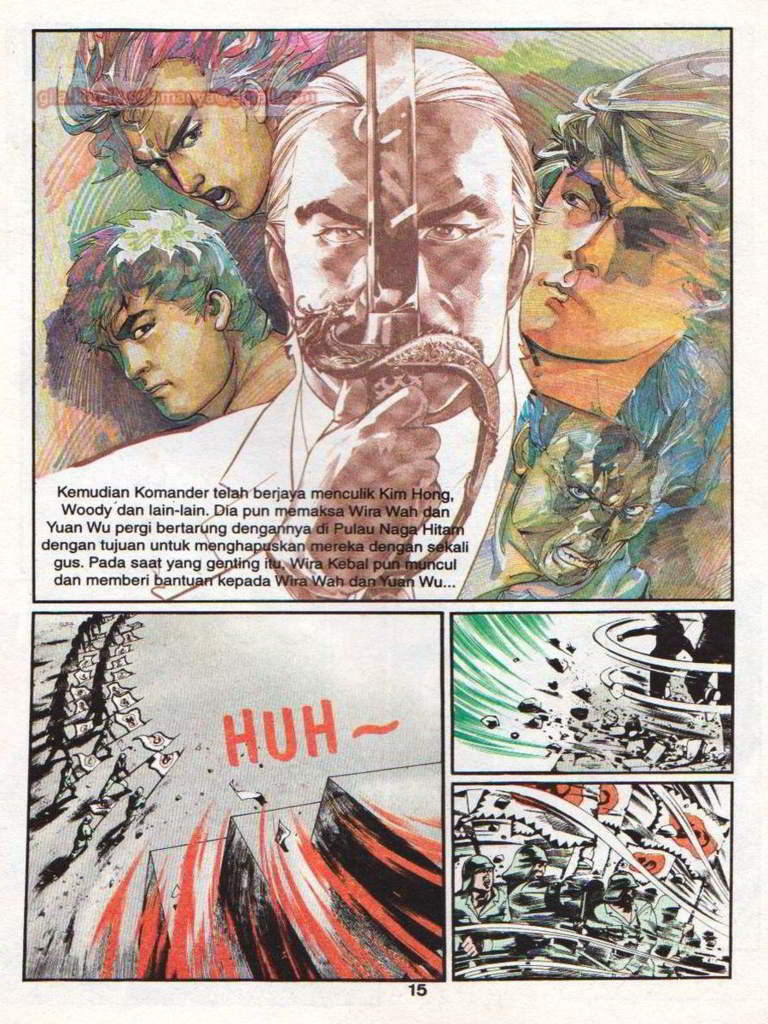 Kemudian Komander telah berjaya menculik Kim Hong,
Woody dan lain-lain. Dia pun memaksa Wira Wah dan
Yuan Wu pergi bertarung dengannya di Pulau Naga Hitam
dengan tujuan untuk menghapuskan mereka dengan sekali
gus. Pada saat yang genting itu, Wira Kebal pun muncul
dan memberi bantuan kepada Wira Wah dan Yuan Wu...
HUH ~
15